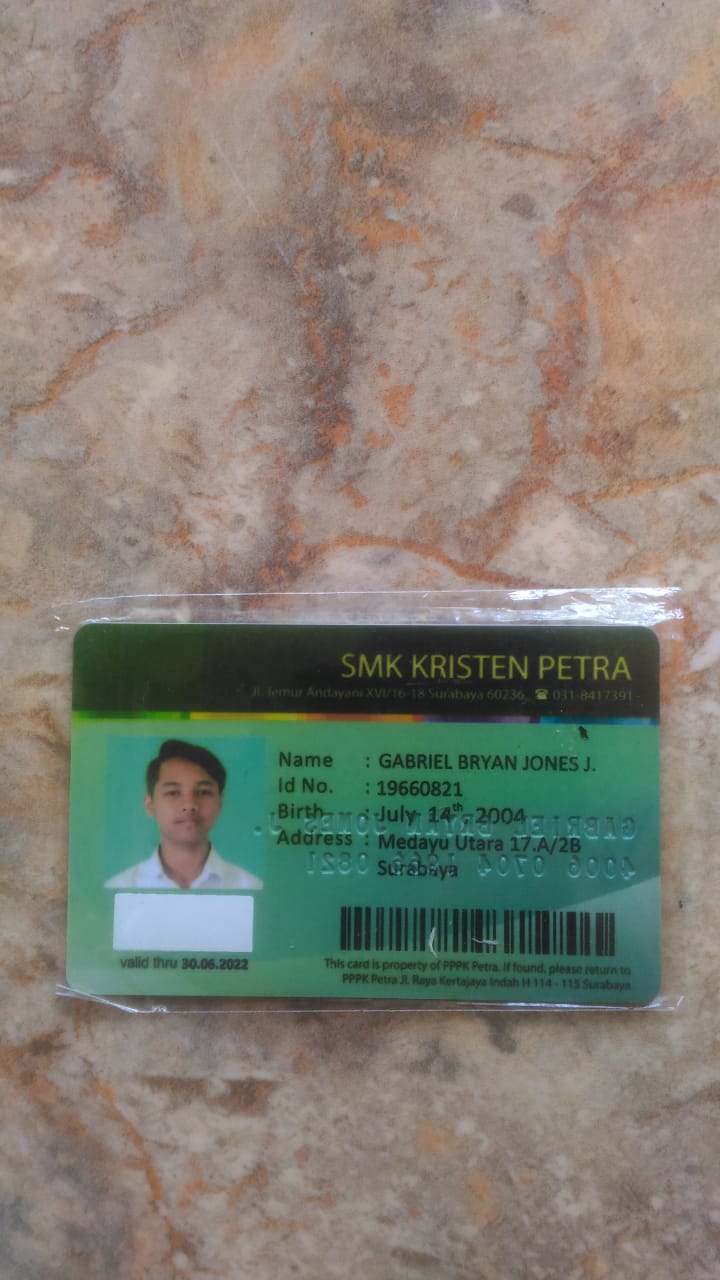 SMK KRISTEN PETRA
Jl. Jemur Andayani XVI/16-18 Surabaya 60236, ☎ 031-8417391
Name : GABRIEL BRYAN JONES J.
Id No. : 19660821
Birth : July 14th 2004
Address : Medayu Utara 17.A/2B
Surabaya
GABRIEL BRYAN JONES J.
4006 0704 1966 0821
valid thru 30.06.2022
This card is property of PPPK Petra. If found, please return to
PPPK Petra Jl. Raya Kertajaya Indah H 114 - 115 Surabaya